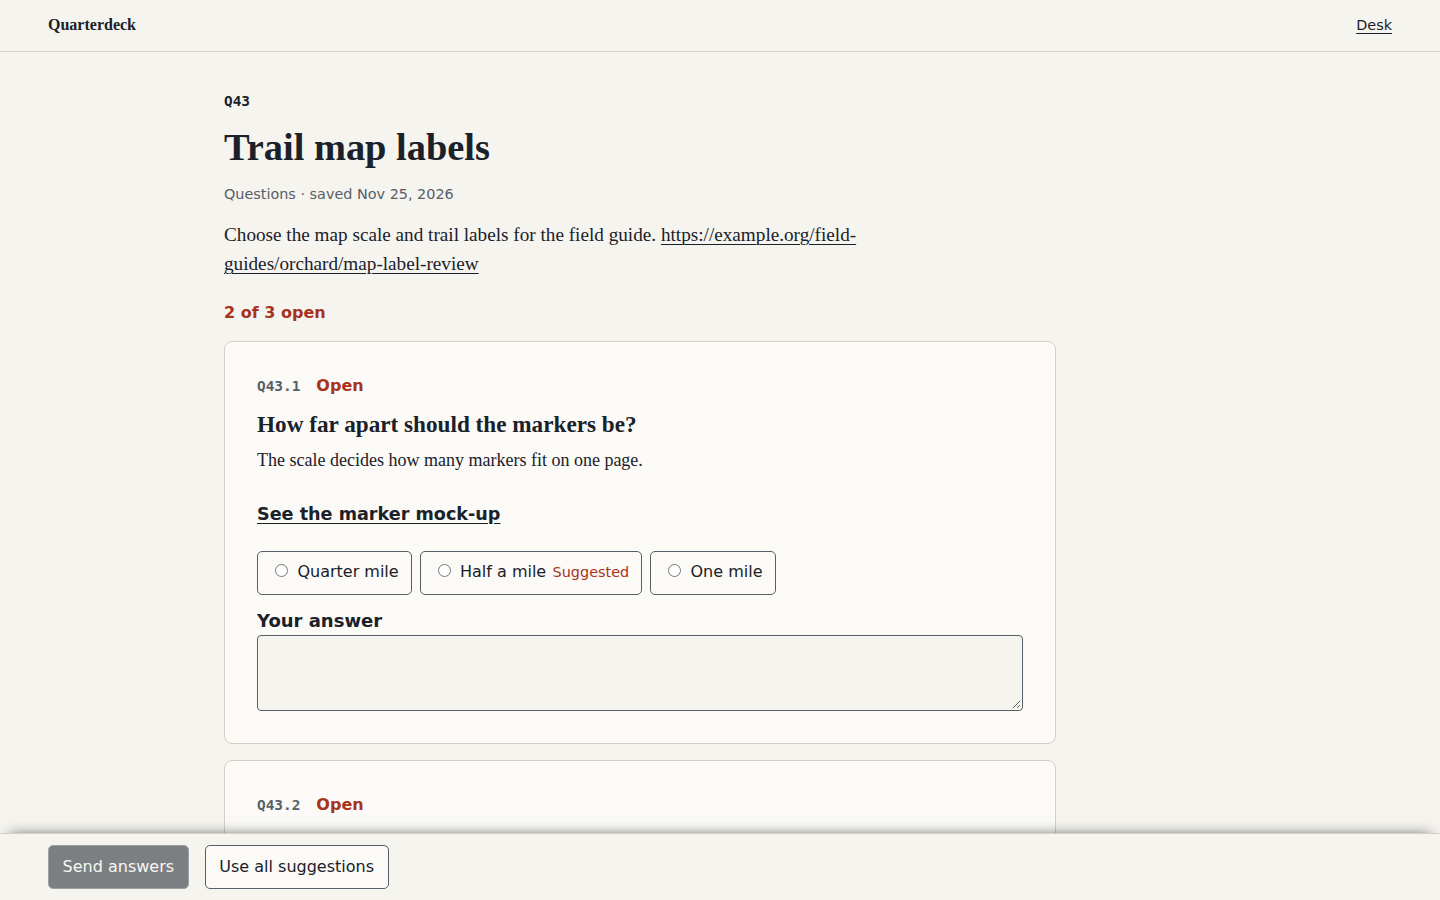 Quarterdeck
Desk
Q43
Trail map labels
Questions · saved Nov 25, 2026
Choose the map scale and trail labels for the field guide. https://example.org/field-
guides/orchard/map-label-review
2 of 3 open
Q43.1 Open
How far apart should the markers be?
The scale decides how many markers fit on one page.
See the marker mock-up
Quarter mile
Half a mile Suggested
One mile
Your answer
Q43.2 Open
Send answers
Use all suggestions